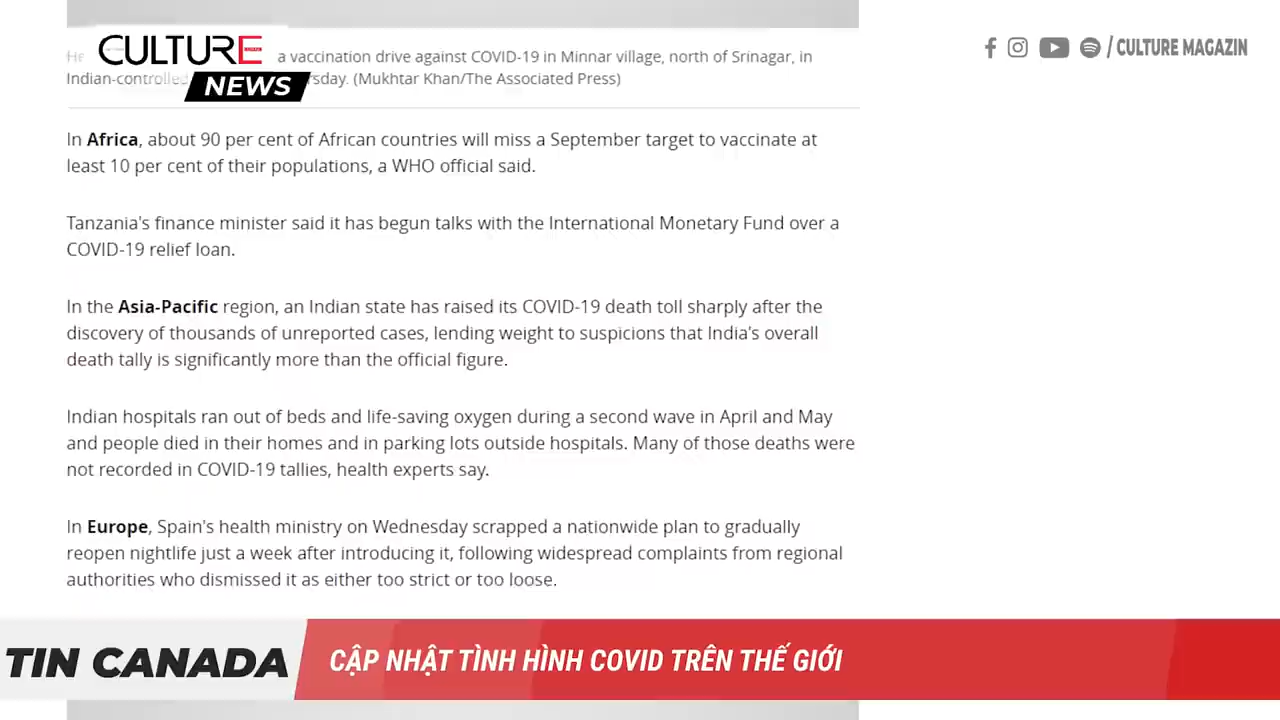 CULTURE
NEWS
/ CULTURE MAGAZIN
He
a vaccination drive against COVID-19 in Minnar village, north of Srinagar, in
Indian-controlled
rsday. (Mukhtar Khan/The Associated Press)
In Africa, about 90 per cent of African countries will miss a September target to vaccinate at
least 10 per cent of their populations, a WHO official said.
Tanzania's finance minister said it has begun talks with the International Monetary Fund over a
COVID-19 relief loan.
In the Asia-Pacific region, an Indian state has raised its COVID-19 death toll sharply after the
discovery of thousands of unreported cases, lending weight to suspicions that India's overall
death tally is significantly more than the official figure.
Indian hospitals ran out of beds and life-saving oxygen during a second wave in April and May
and people died in their homes and in parking lots outside hospitals. Many of those deaths were
not recorded in COVID-19 tallies, health experts say.
In Europe, Spain's health ministry on Wednesday scrapped a nationwide plan to gradually
reopen nightlife just a week after introducing it, following widespread complaints from regional
authorities who dismissed it as either too strict or too loose.
TIN CANADA
CẬP NHẬT TÌNH HÌNH COVID TRÊN THẾ GIỚI